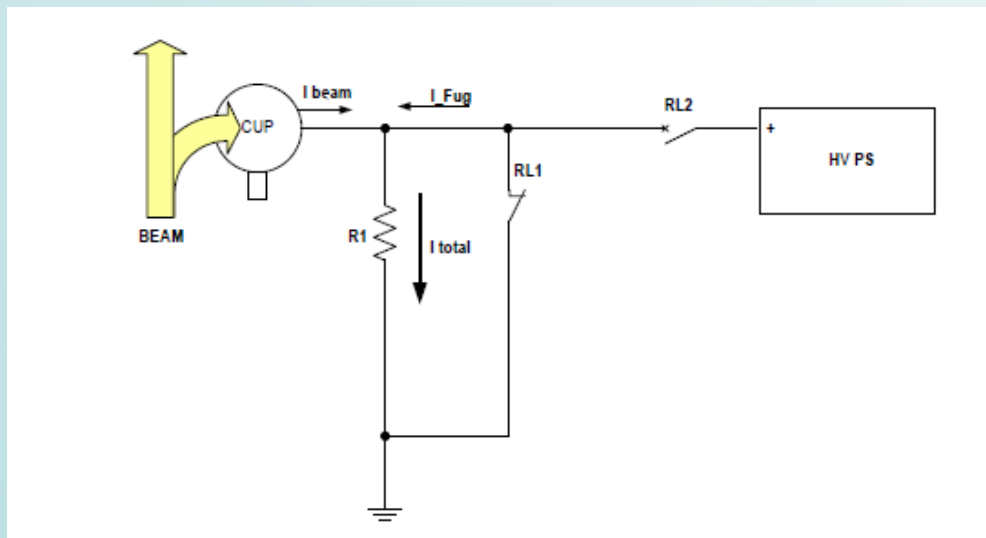 I beam
I_Fug
RL2
CUP
+
HV PS
RL1
BEAM
R1
I total